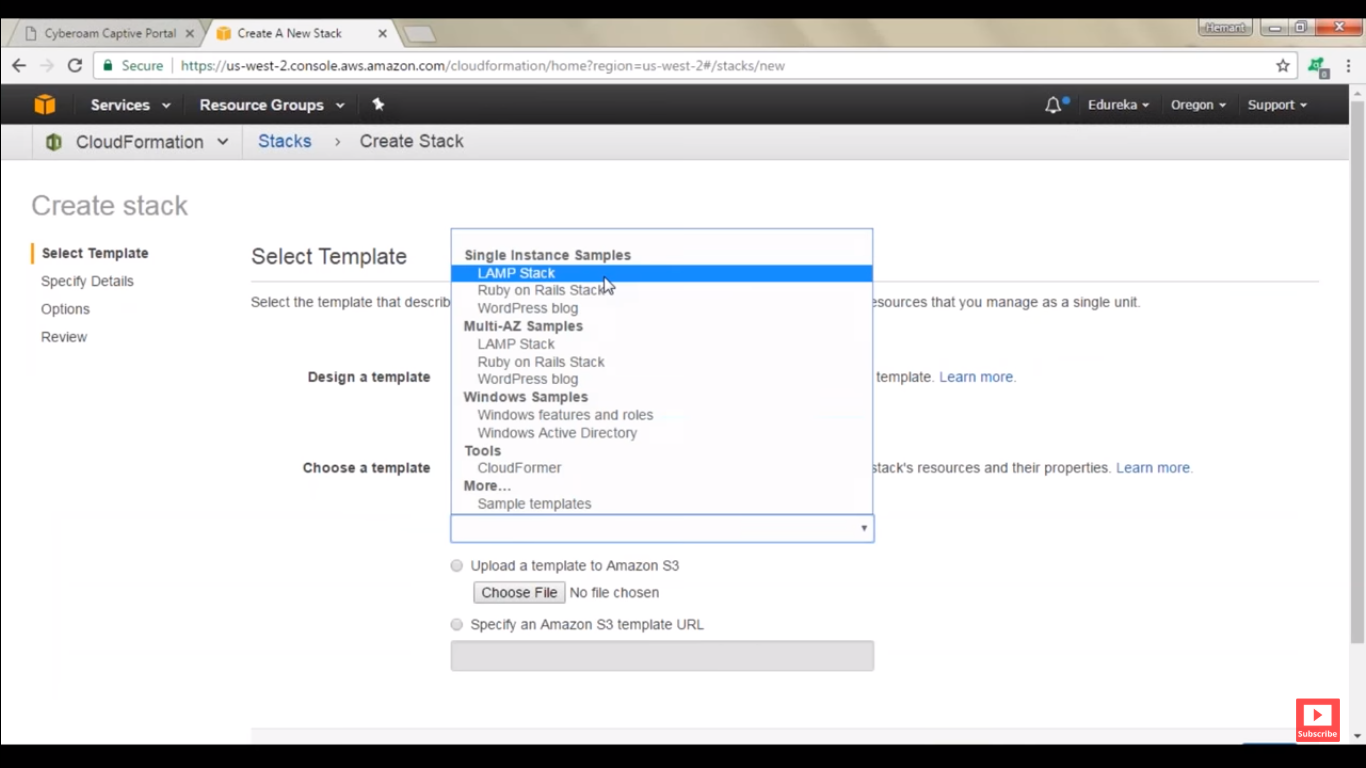 Cyberoam Captive Portal
Create A New Stack
Hemant
Secure
https://us-west-2.console.aws.amazon.com/cloudformation/home?region=us-west-2#/stacks/new
Services
Resource Groups
Edureka
Oregon
Support
CloudFormation
Stacks > Create Stack
Create stack
Select Template
Specify Details
Options
Review
Select Template
Select the template that describ
esources that you manage as a single unit.
Design a template
template. Learn more.
Choose a template
stack's resources and their properties. Learn more.
Single Instance Samples
LAMP Stack
Ruby on Rails Stack
WordPress blog
Multi-AZ Samples
LAMP Stack
Ruby on Rails Stack
WordPress blog
Windows Samples
Windows features and roles
Windows Active Directory
Tools
CloudFormer
More...
Sample templates
Upload a template to Amazon S3
Choose File No file chosen
Specify an Amazon S3 template URL
Subscribe